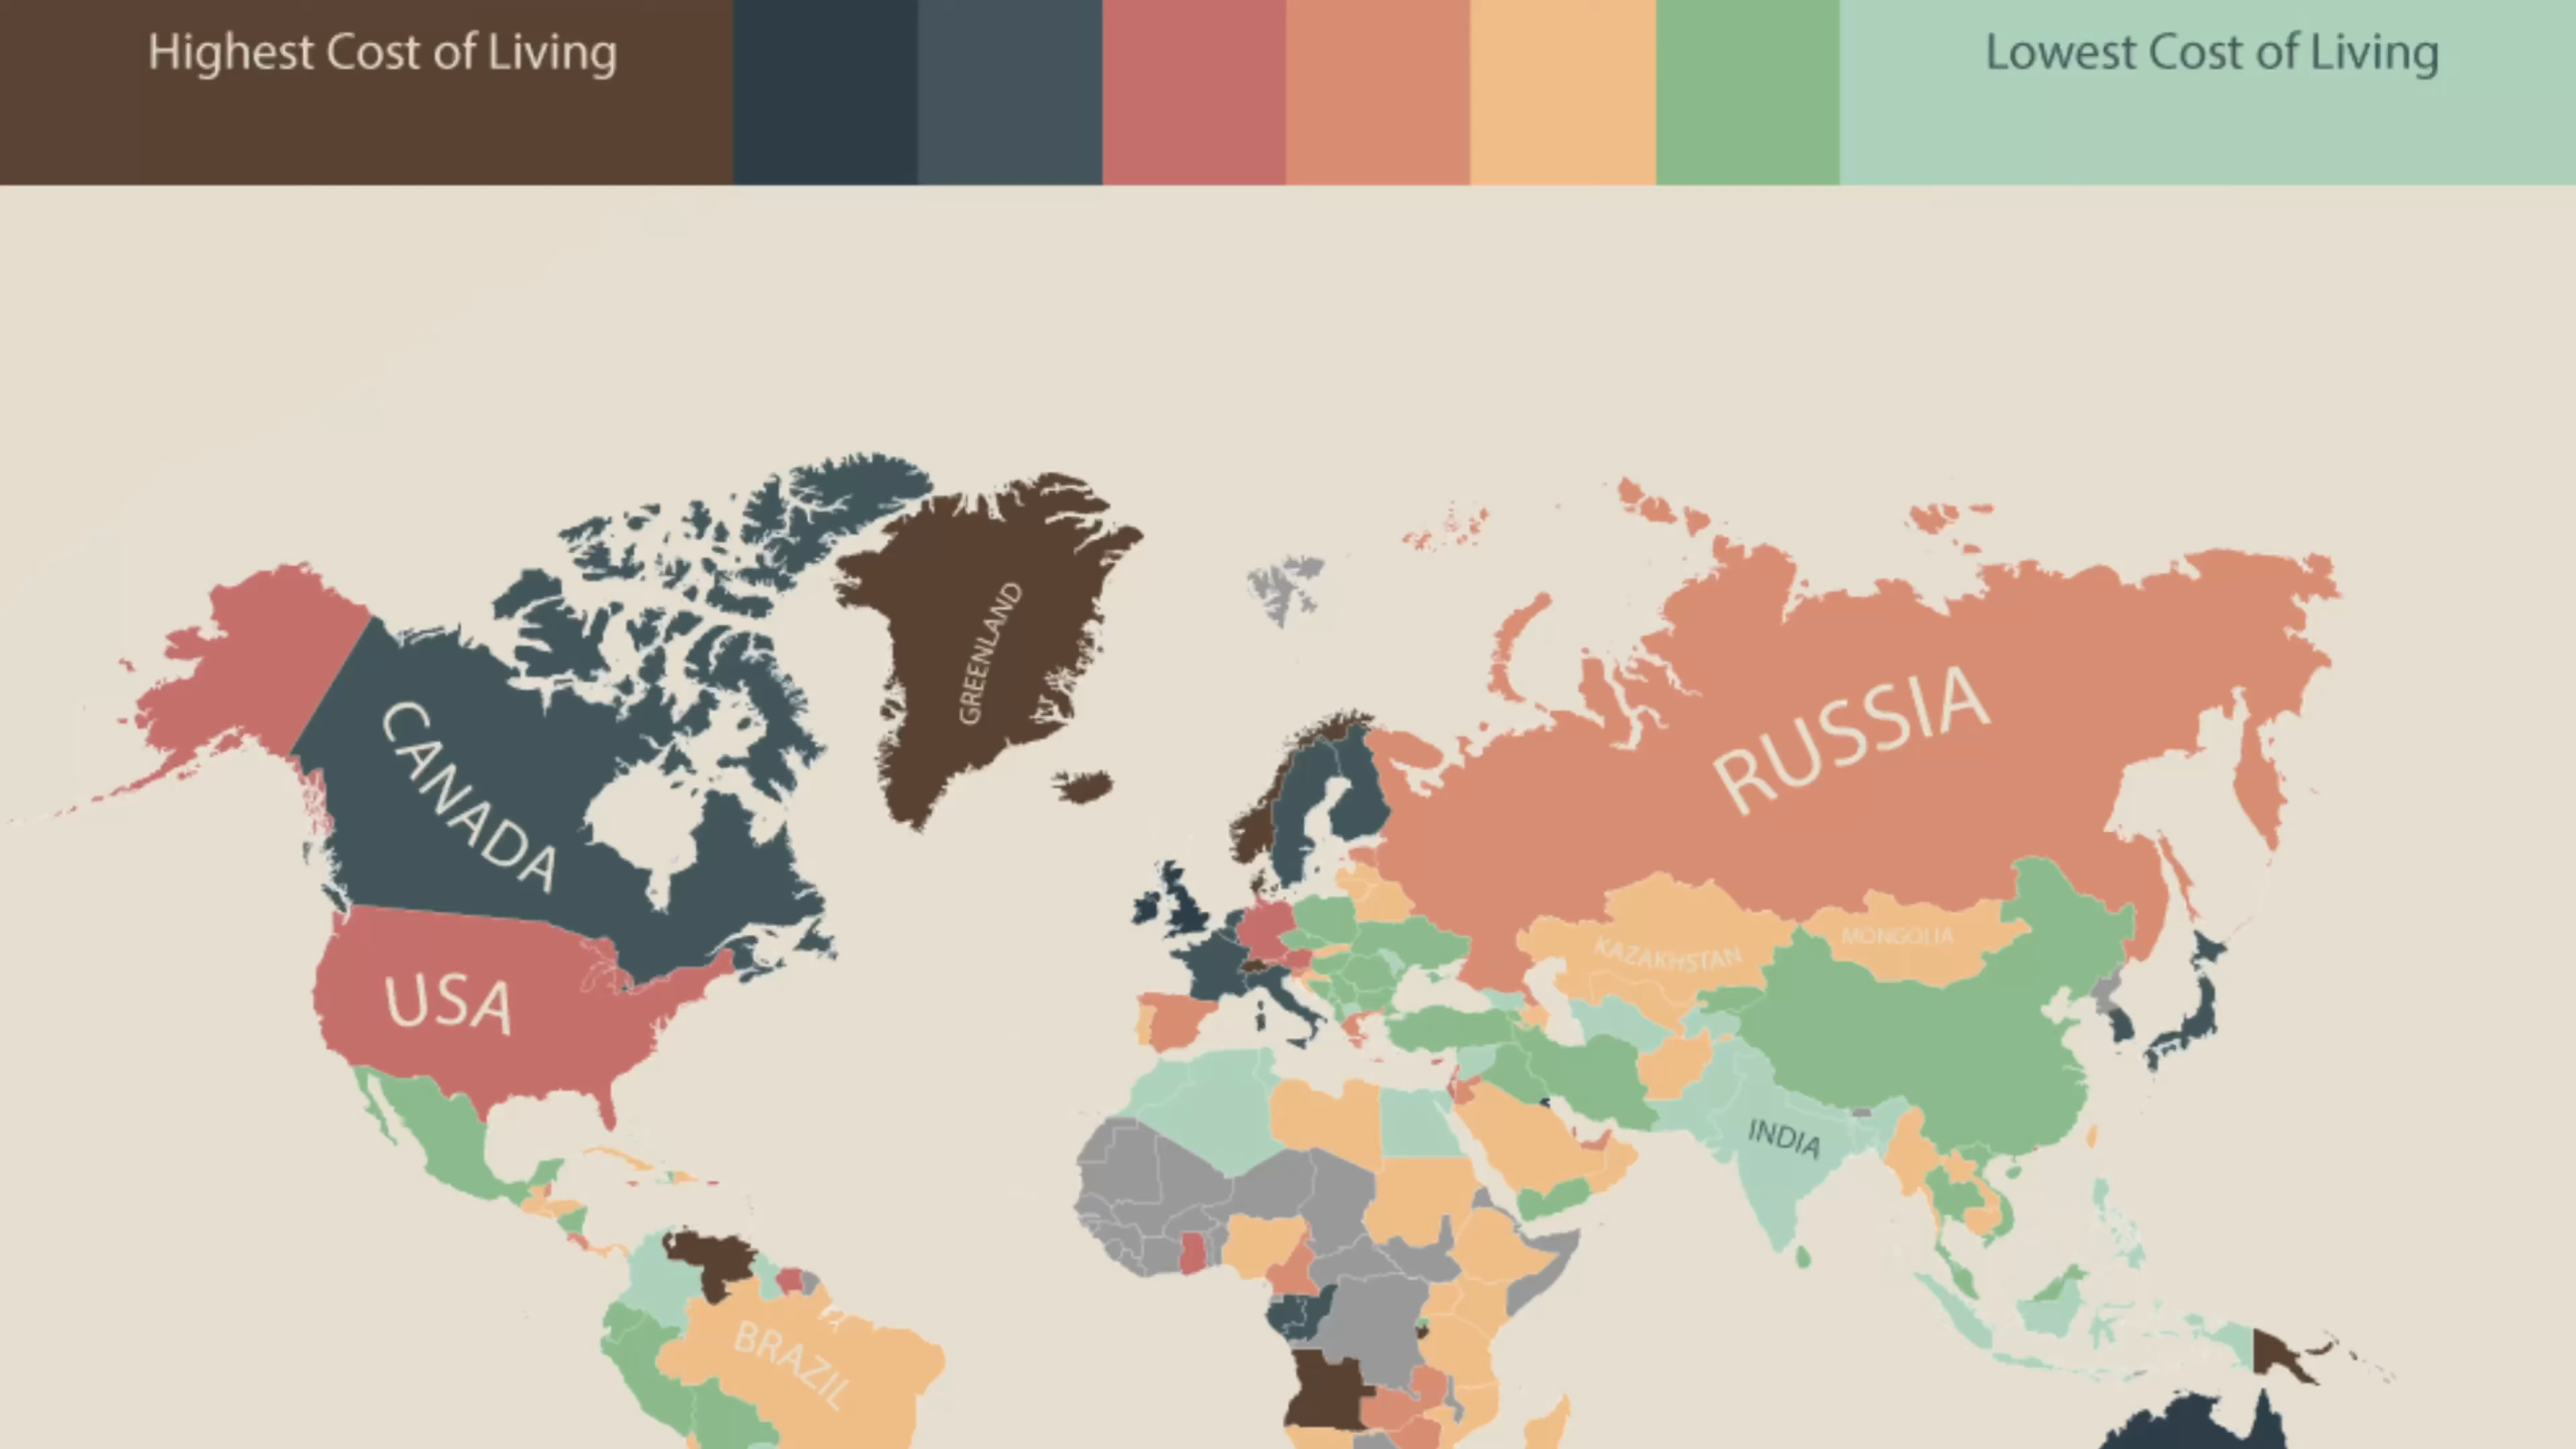 Highest Cost of Living
Lowest Cost of Living
GREENLAND
CANADA
RUSSIA
USA
KAZAKHSTAN
MONGOLIA
INDIA
BRAZIL